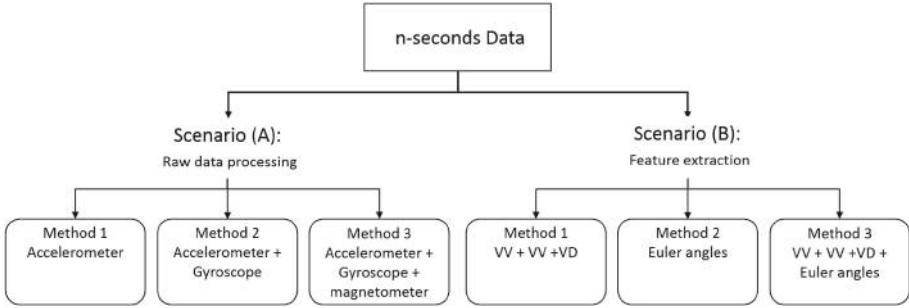 n-seconds Data
Scenario (A):
Raw data processing
Scenario (B):
Feature extraction
Method 1
Accelerometer
Method 2
Accelerometer +
Gyroscope
Method 3
Accelerometer +
Gyroscope +
magnetometer
Method 1
VV + VV +VD
Method 2
Euler angles
Method 3
VV + VV +VD +
Euler angles